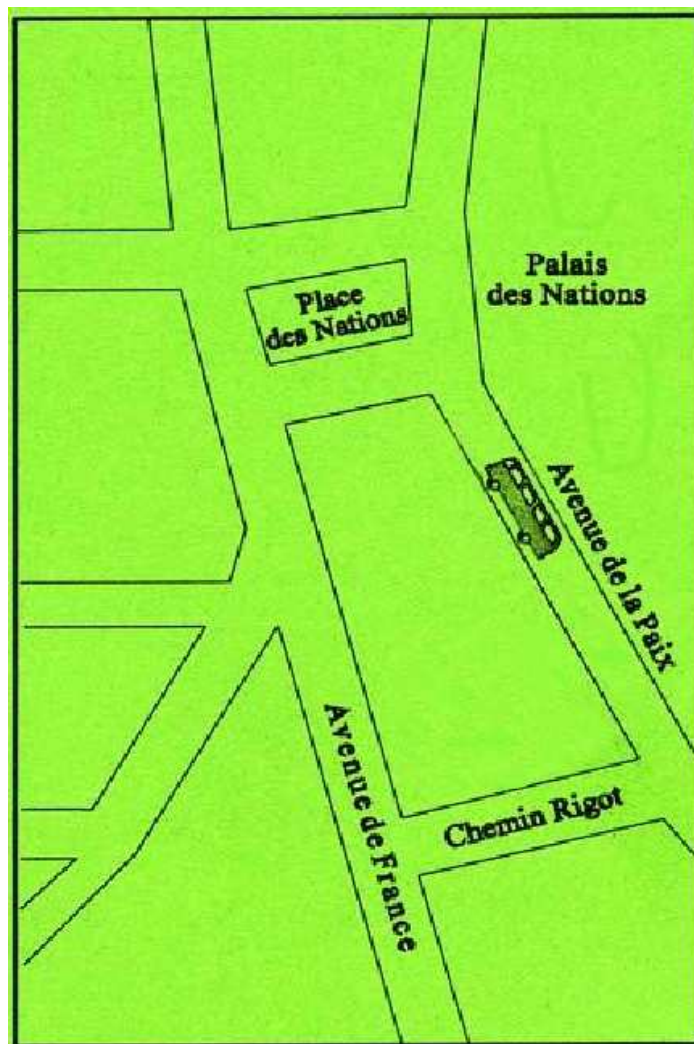 Palais
des Nations
Place
des Nations
Avenue de la Paix
Avenue de France
Chemin Rigot